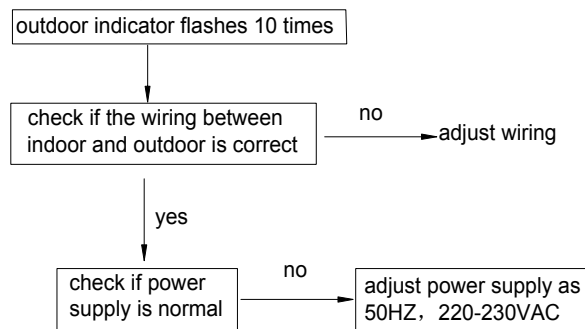 outdoor indicator flashes 10 times
check if the wiring between
indoor and outdoor is correct
no
adjust wiring
yes
check if power
supply is normal
no
adjust power supply as
50HZ，220-230VAC